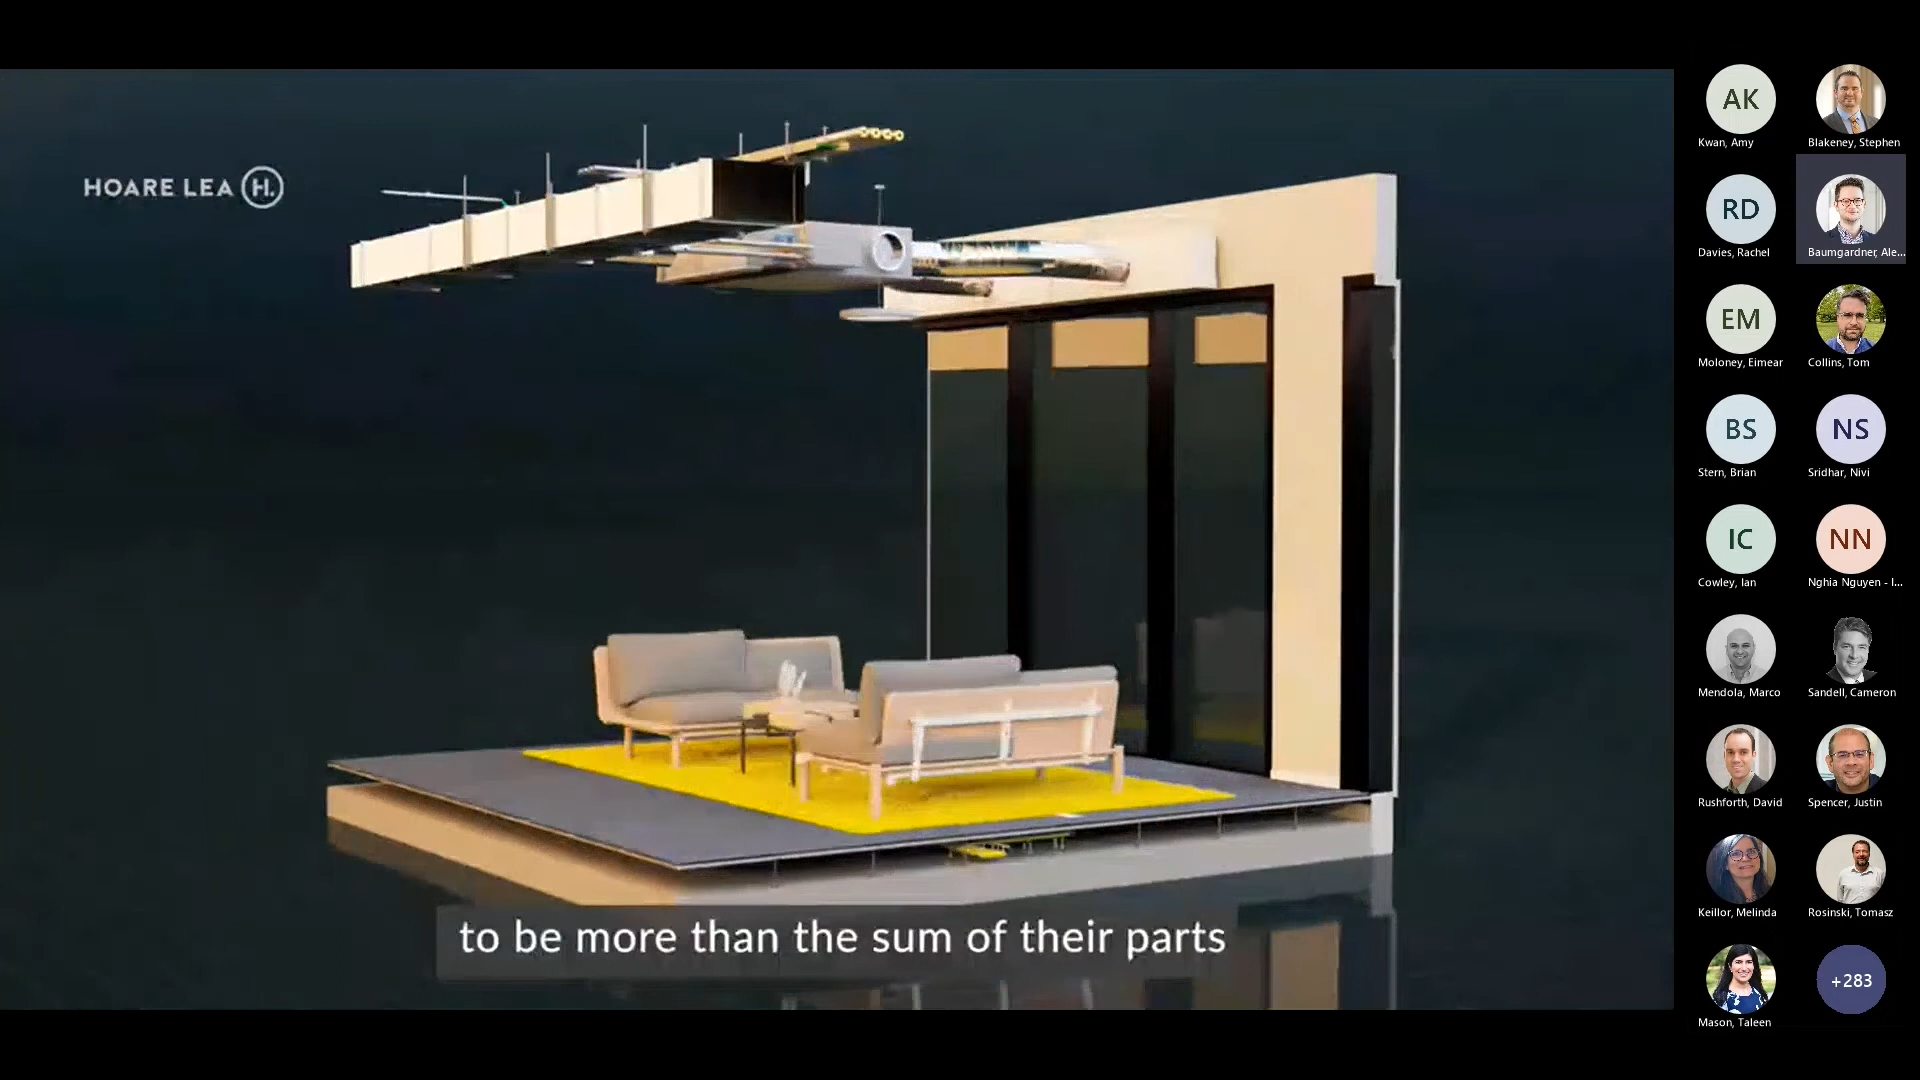 HOARE LEA H.
to be more than the sum of their parts
AK
Kwan, Amy
Blakeney, Stephen
RD
Davies, Rachel
Baumgardner, Ale...
EM
Moloney, Eimear
Collins, Tom
BS
Stern, Brian
NS
Sridhar, Nivi
IC
Cowley, Ian
NN
Nghia Nguyen - I...
Mendola, Marco
Sandell, Cameron
Rushforth, David
Spencer, Justin
Keillor, Melinda
Rosinski, Tomasz
Mason, Taleen
+283